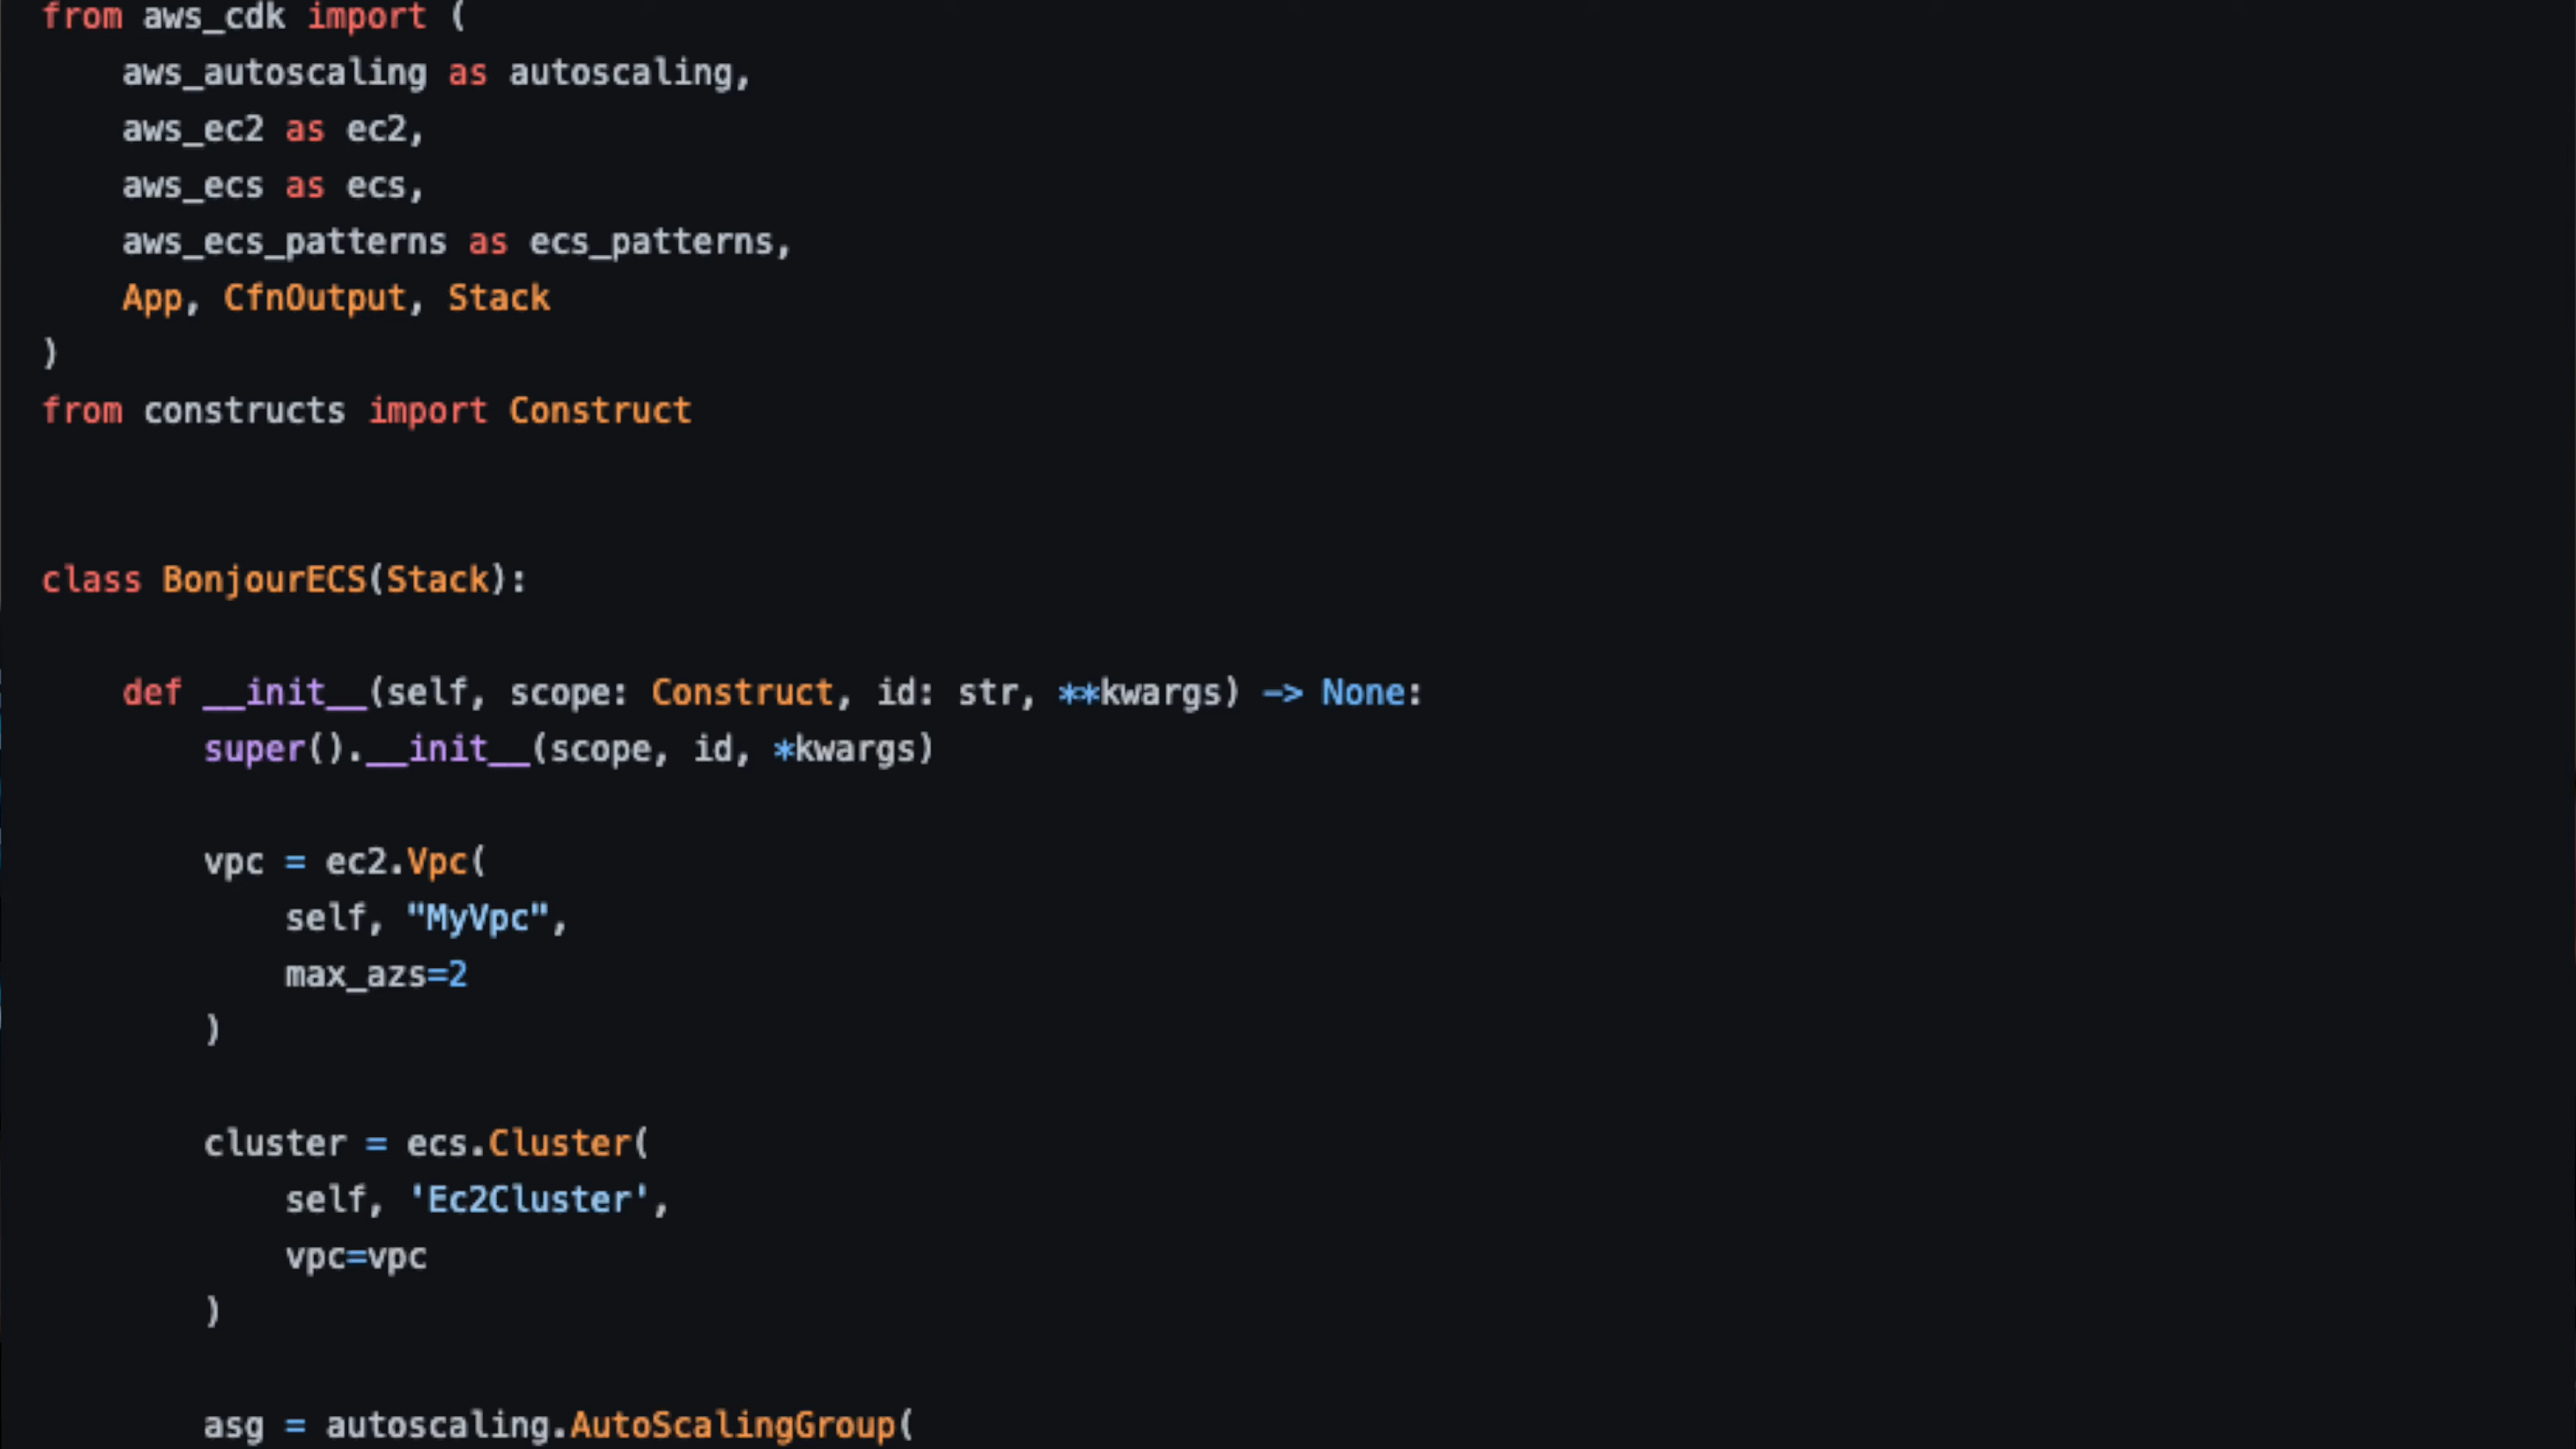 from aws_cdk import (
    aws_autoscaling as autoscaling,
    aws_ec2 as ec2,
    aws_ecs as ecs,
    aws_ecs_patterns as ecs_patterns,
    App, CfnOutput, Stack
)
from constructs import Construct
class BonjourECS(Stack):
    def __init__(self, scope: Construct, id: str, **kwargs) -> None:
        super().__init__(scope, id, *kwargs)
        vpc = ec2.Vpc(
            self, "MyVpc",
            max_azs=2
        )
        cluster = ecs.Cluster(
            self, 'Ec2Cluster',
            vpc=vpc
        )
        asg = autoscaling.AutoScalingGroup(